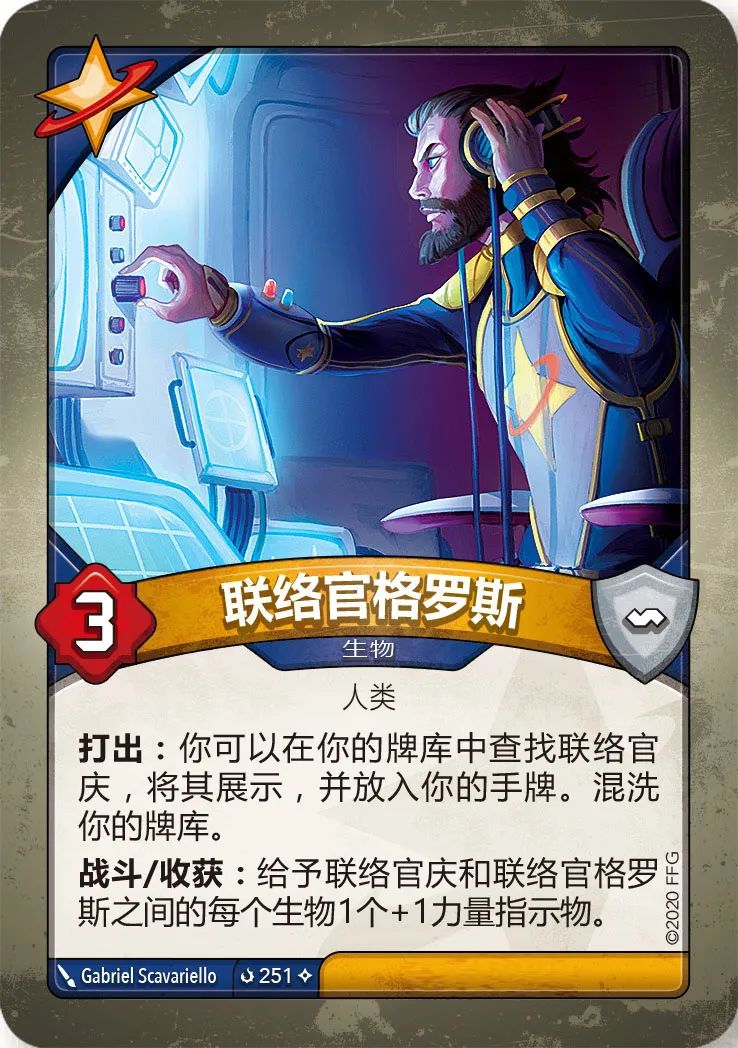 联络官格罗斯
3
生物
人类
打出：你可以在你的牌库中查找联络官
庆，将其展示，并放入你的手牌。混洗
你的牌库。
战斗/收获：给予联络官庆和联络官格罗
斯之间的每个生物1个+1力量指示物。
©2020 FFG
Gabriel Scavariello
251